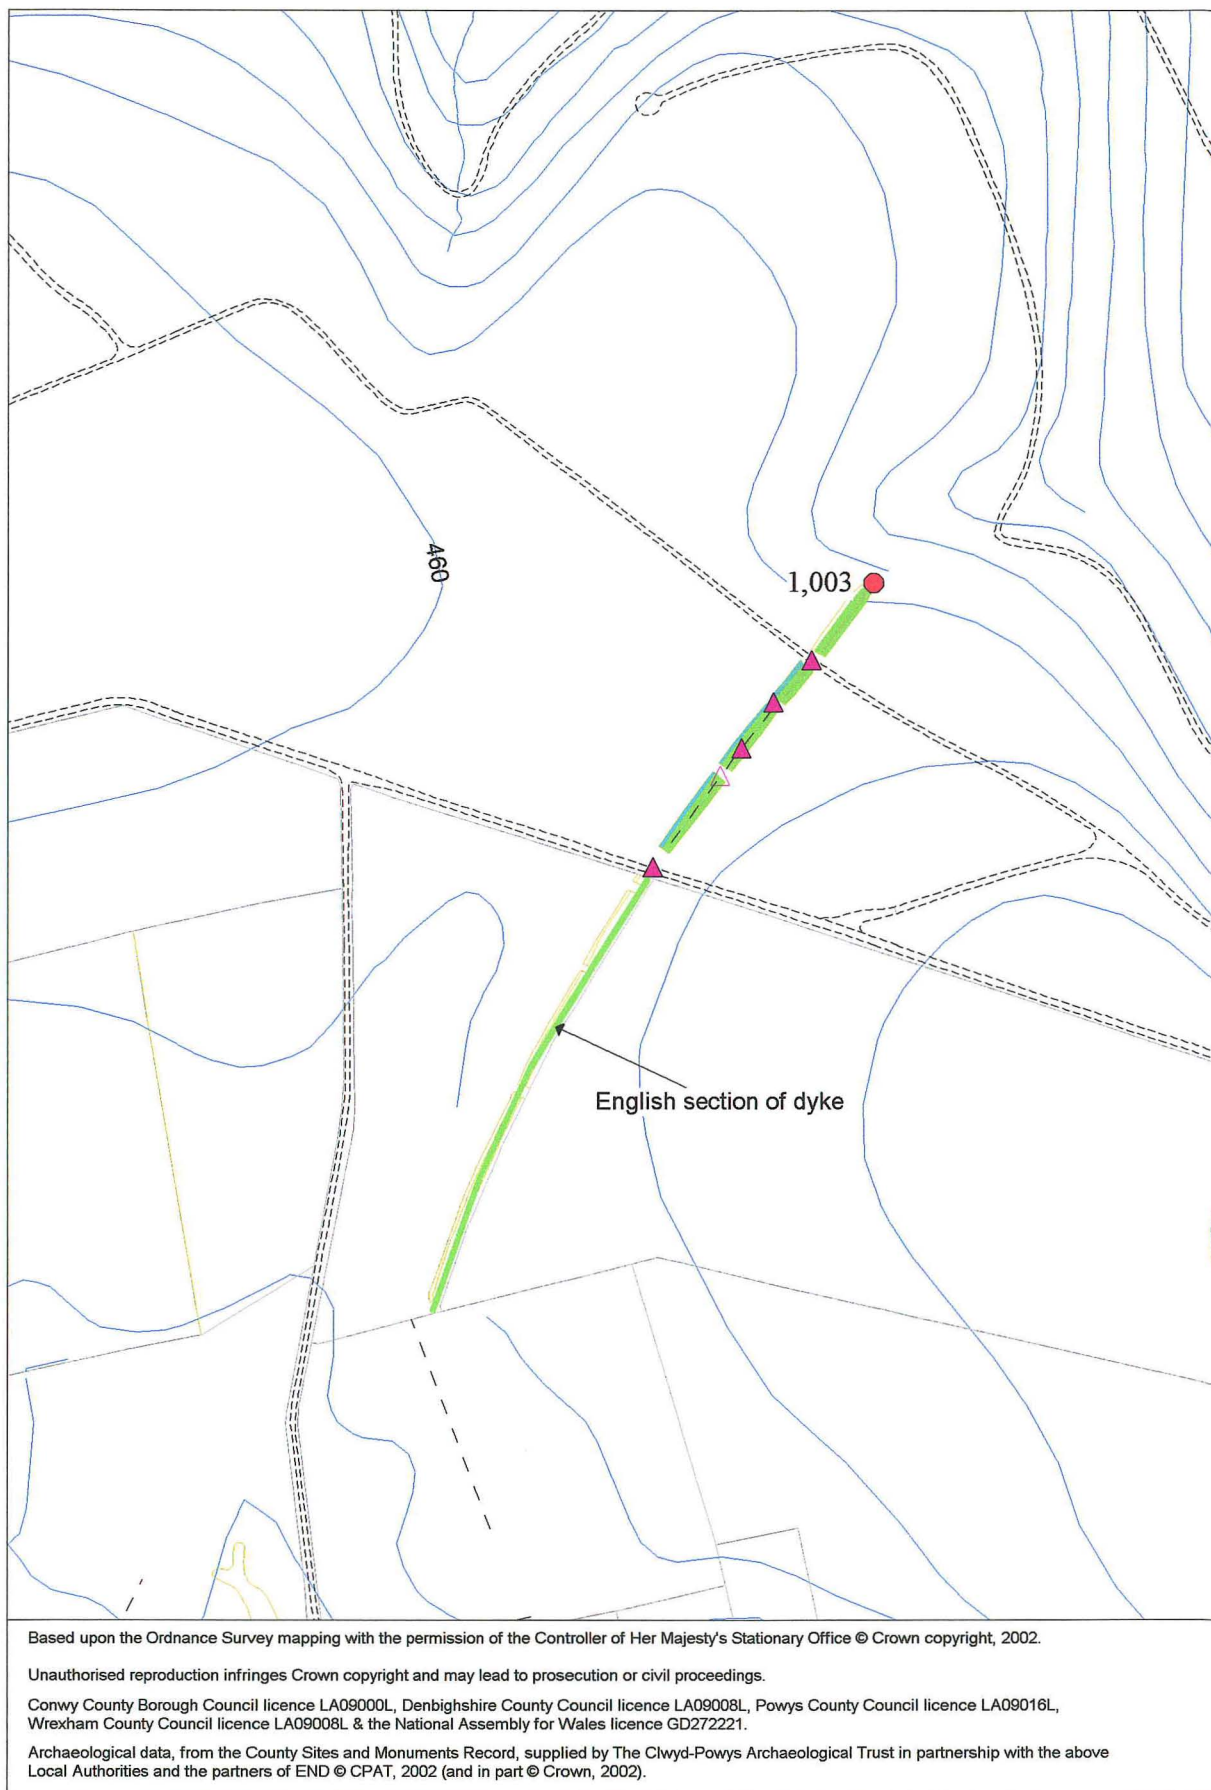 460
1,003
English section of dyke
Based upon the Ordnance Survey mapping with the permission of the Controller of Her Majesty's Stationary Office © Crown copyright, 2002.
Unauthorised reproduction infringes Crown copyright and may lead to prosecution or civil proceedings.
Conwy County Borough Council licence LA09000L, Denbighshire County Council licence LA09008L, Powys County Council licence LA09016L,
Wrexham County Council licence LA09008L & the National Assembly for Wales licence GD272221.
Archaeological data, from the County Sites and Monuments Record, supplied by The Clwyd-Powys Archaeological Trust in partnership with the above
Local Authorities and the partners of END © CPAT, 2002 (and in part © Crown, 2002).